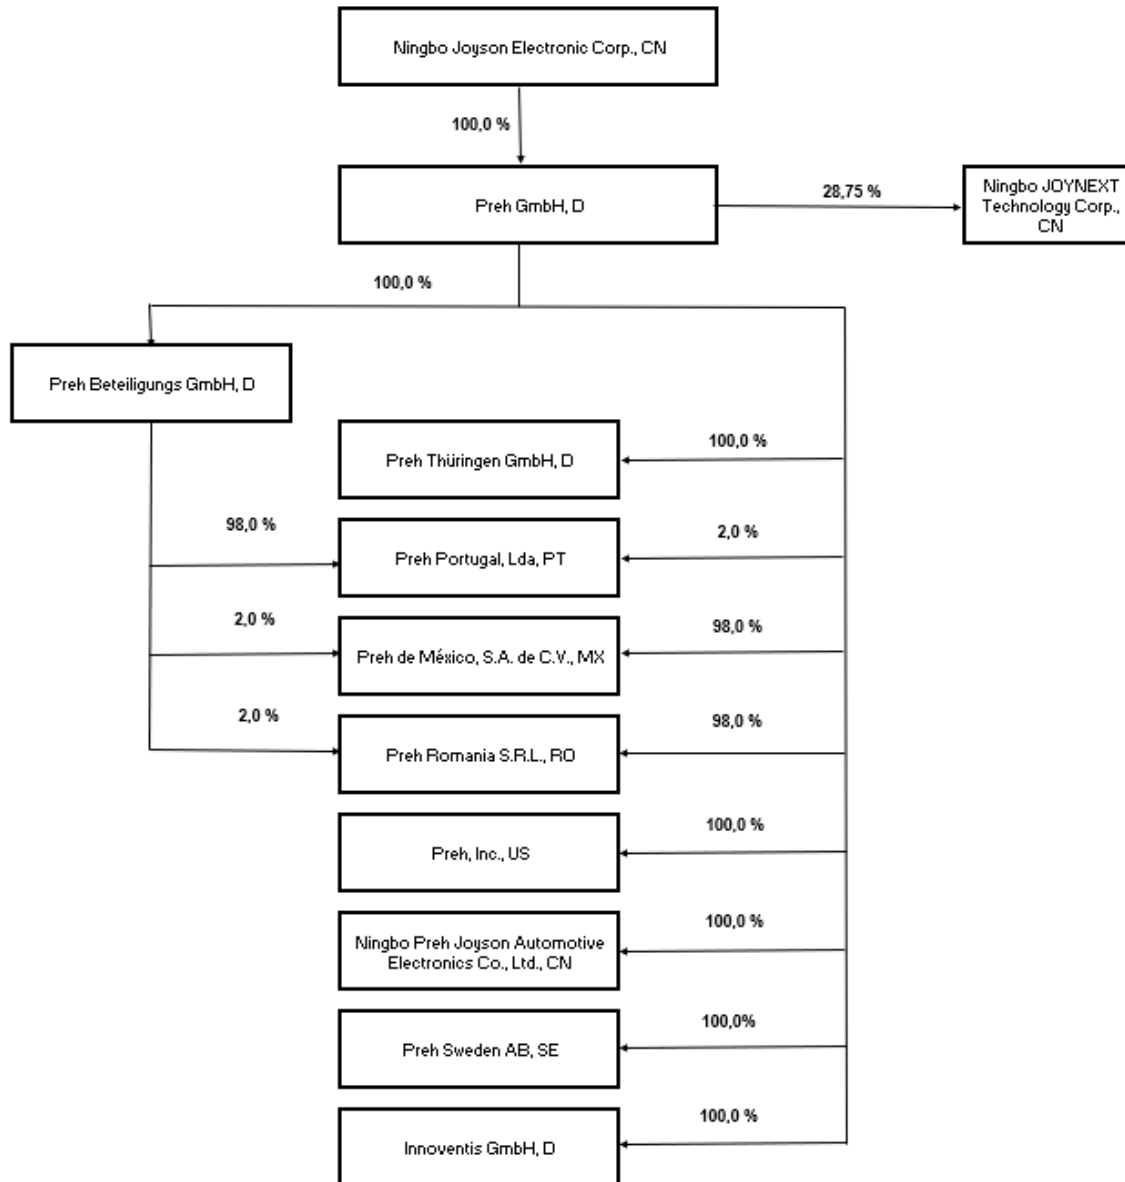 Ningbo Joyson Electronic Corp., CN
100,0 %
Preh GmbH, D
28,75 %
Ningbo JOYNEXT
Technology Corp.,
CN
100,0 %
Preh Beteiligungs GmbH, D
Preh Thüringen GmbH, D
100,0 %
98,0 %
Preh Portugal, Lda, PT
2,0 %
2,0 %
Preh de México, S.A. de C.V., MX
98,0 %
2,0 %
Preh Romania S.R.L., RO
98,0 %
Preh, Inc., US
100,0 %
Ningbo Preh Joyson Automotive
Electronics Co., Ltd., CN
100,0 %
Preh Sweden AB, SE
100,0%
Innoventis GmbH, D
100,0 %